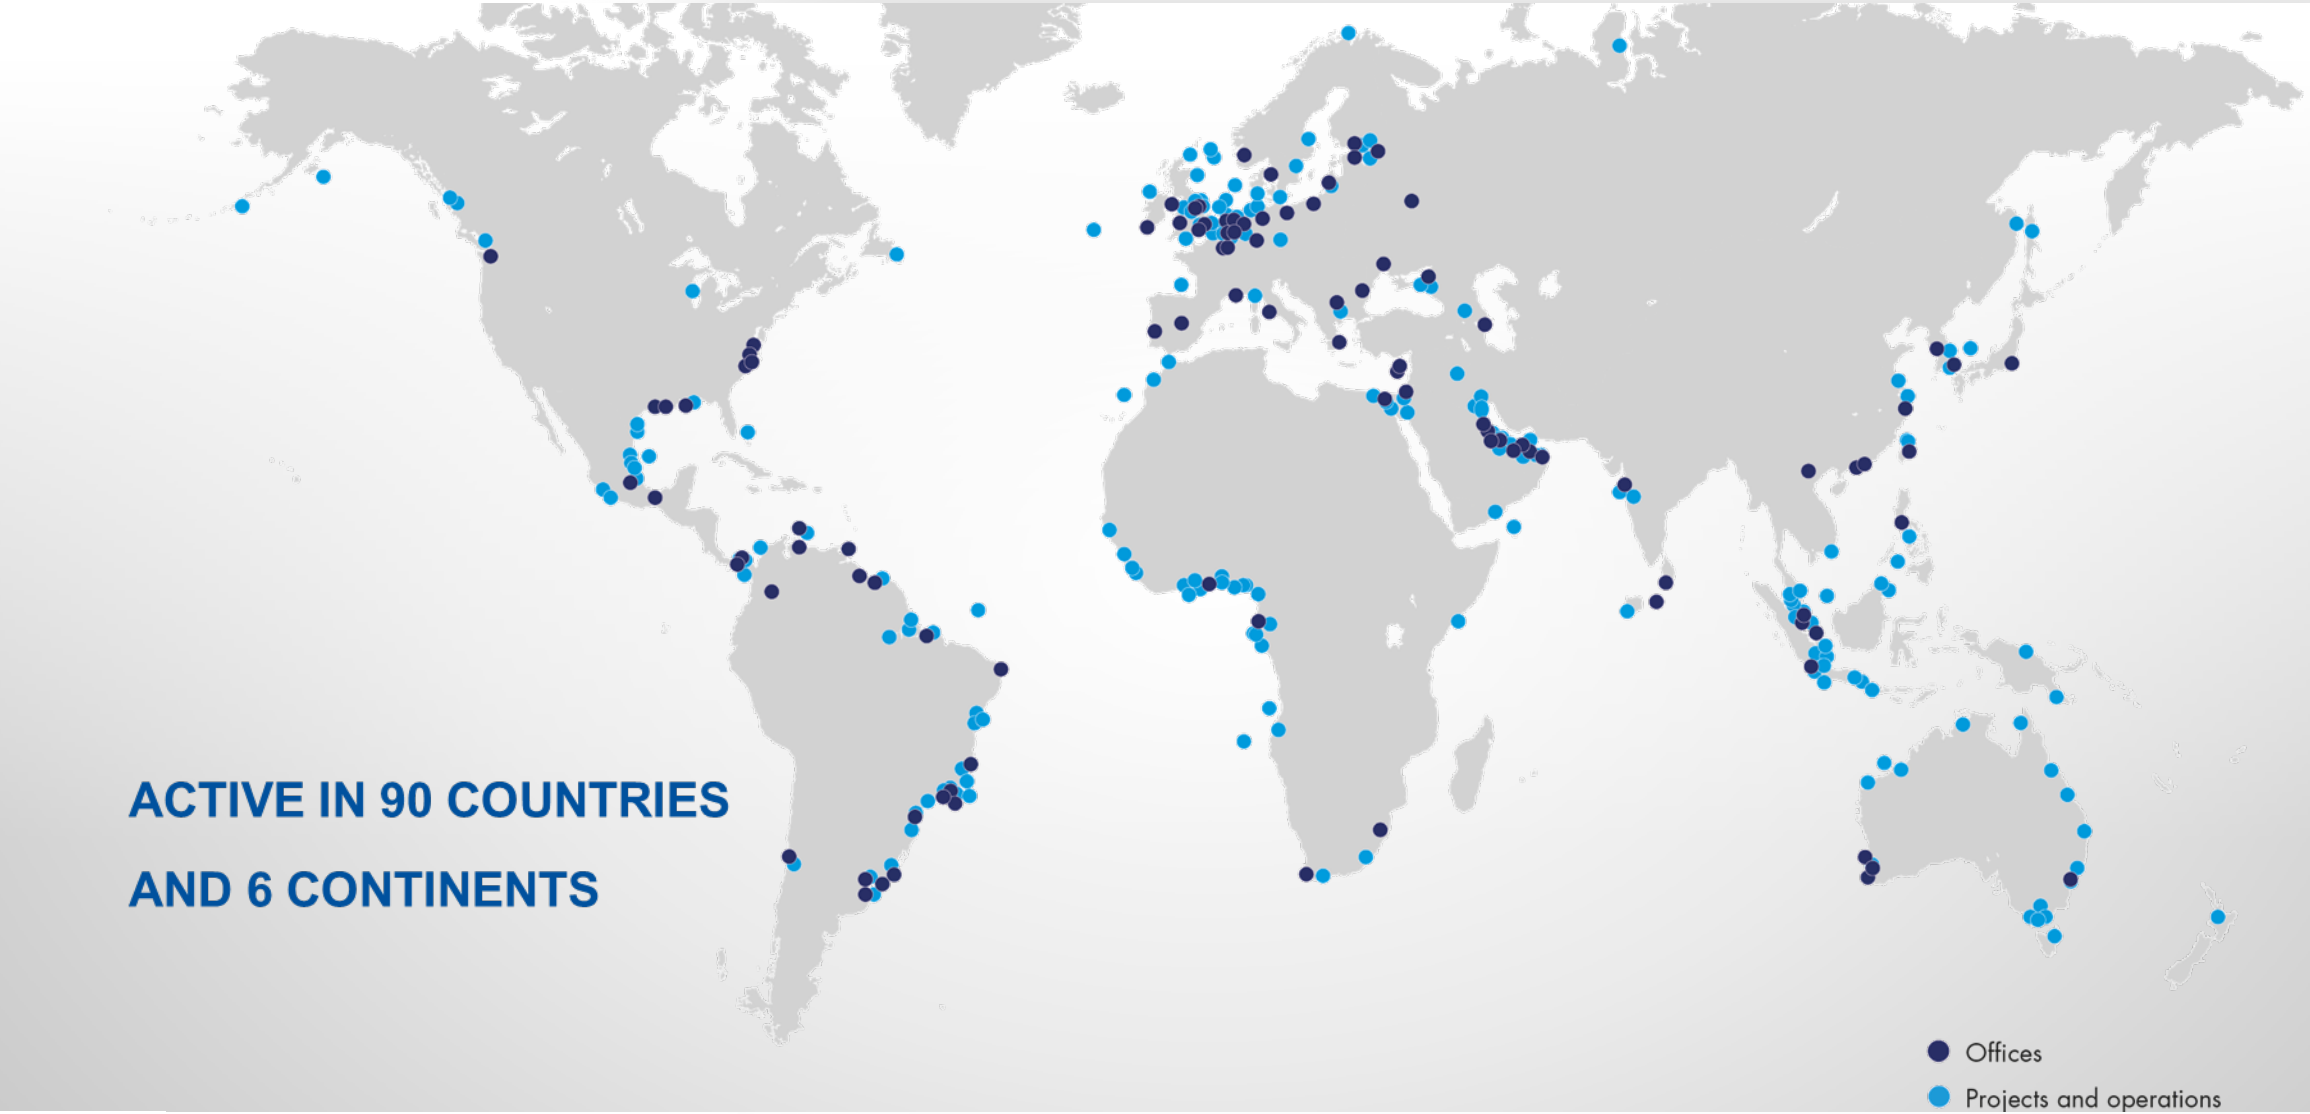 ACTIVE IN 90 COUNTRIES
AND 6 CONTINENTS
Offices
Projects and operations